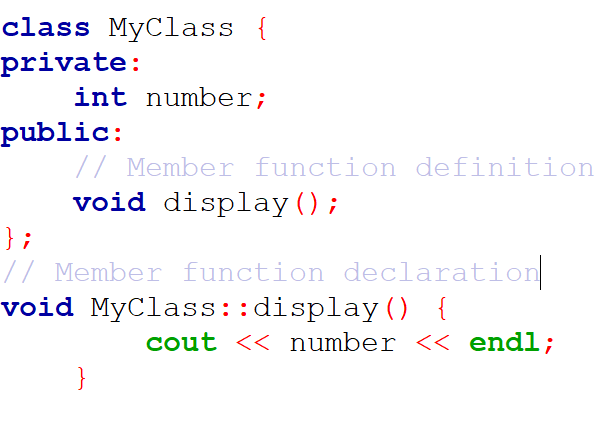 class MyClass {
private:
    int number;
public:
    // Member function definition
    void display();
};
// Member function declaration
void MyClass::display() {
        cout << number << endl;
    }